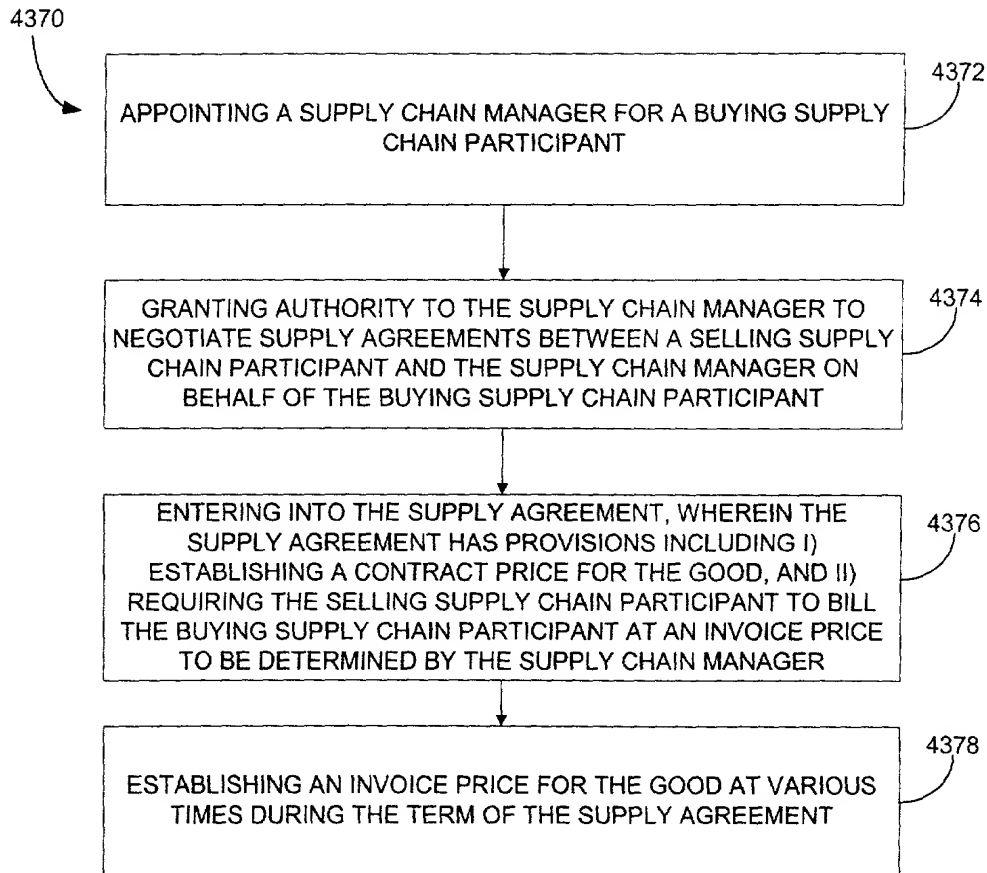 4370
APPOINTING A SUPPLY CHAIN MANAGER FOR A BUYING SUPPLY
CHAIN PARTICIPANT
4372
GRANTING AUTHORITY TO THE SUPPLY CHAIN MANAGER TO
NEGOTIATE SUPPLY AGREEMENTS BETWEEN A SELLING SUPPLY
CHAIN PARTICIPANT AND THE SUPPLY CHAIN MANAGER ON
BEHALF OF THE BUYING SUPPLY CHAIN PARTICIPANT
4374
ENTERING INTO THE SUPPLY AGREEMENT, WHEREIN THE
SUPPLY AGREEMENT HAS PROVISIONS INCLUDING I)
ESTABLISHING A CONTRACT PRICE FOR THE GOOD, AND II)
REQUIRING THE SELLING SUPPLY CHAIN PARTICIPANT TO BILL
THE BUYING SUPPLY CHAIN PARTICIPANT AT AN INVOICE PRICE
TO BE DETERMINED BY THE SUPPLY CHAIN MANAGER
4376
ESTABLISHING AN INVOICE PRICE FOR THE GOOD AT VARIOUS
TIMES DURING THE TERM OF THE SUPPLY AGREEMENT
4378